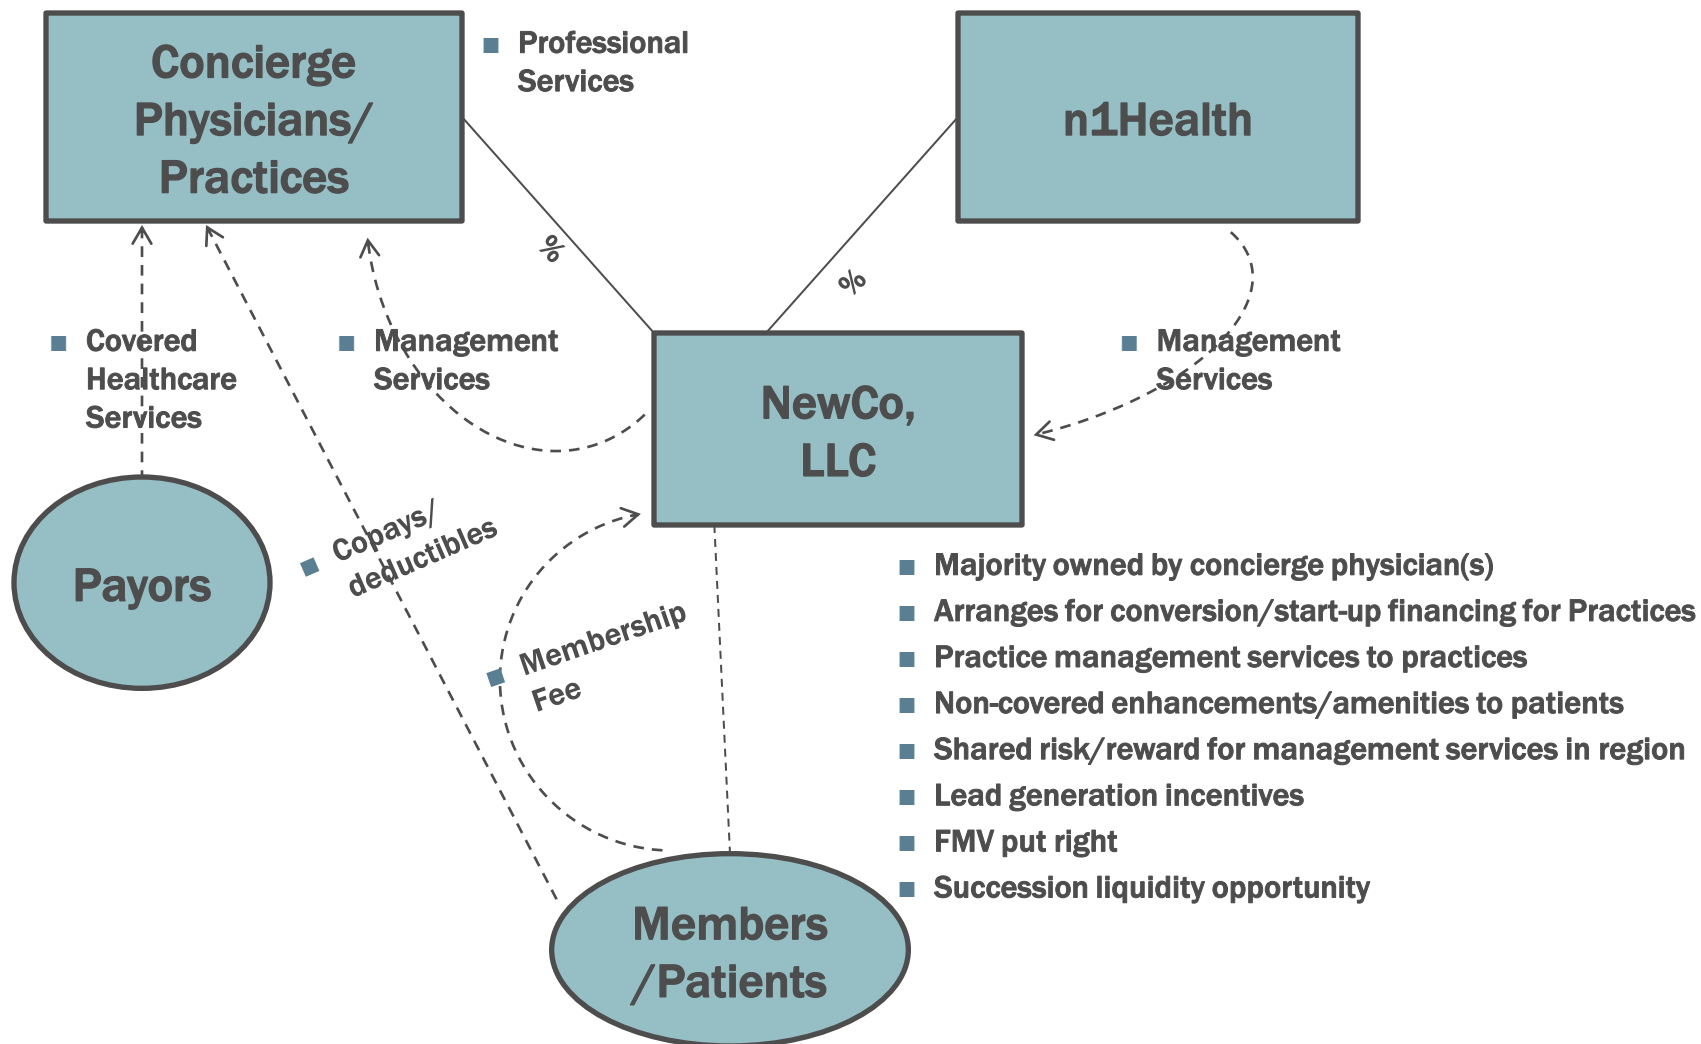 Concierge
Physicians/
Practices
Professional
Services
n1Health
%
%
Covered
Healthcare
Services
Management
Services
Management
Services
NewCo,
LLC
Payors
Copays/
deductibles
Membership
Fee
Majority owned by concierge physician(s)
Arranges for conversion/start-up financing for Practices
Practice management services to practices
Non-covered enhancements/amenities to patients
Shared risk/reward for management services in region
Lead generation incentives
FMV put right
Succession liquidity opportunity
Members
/Patients